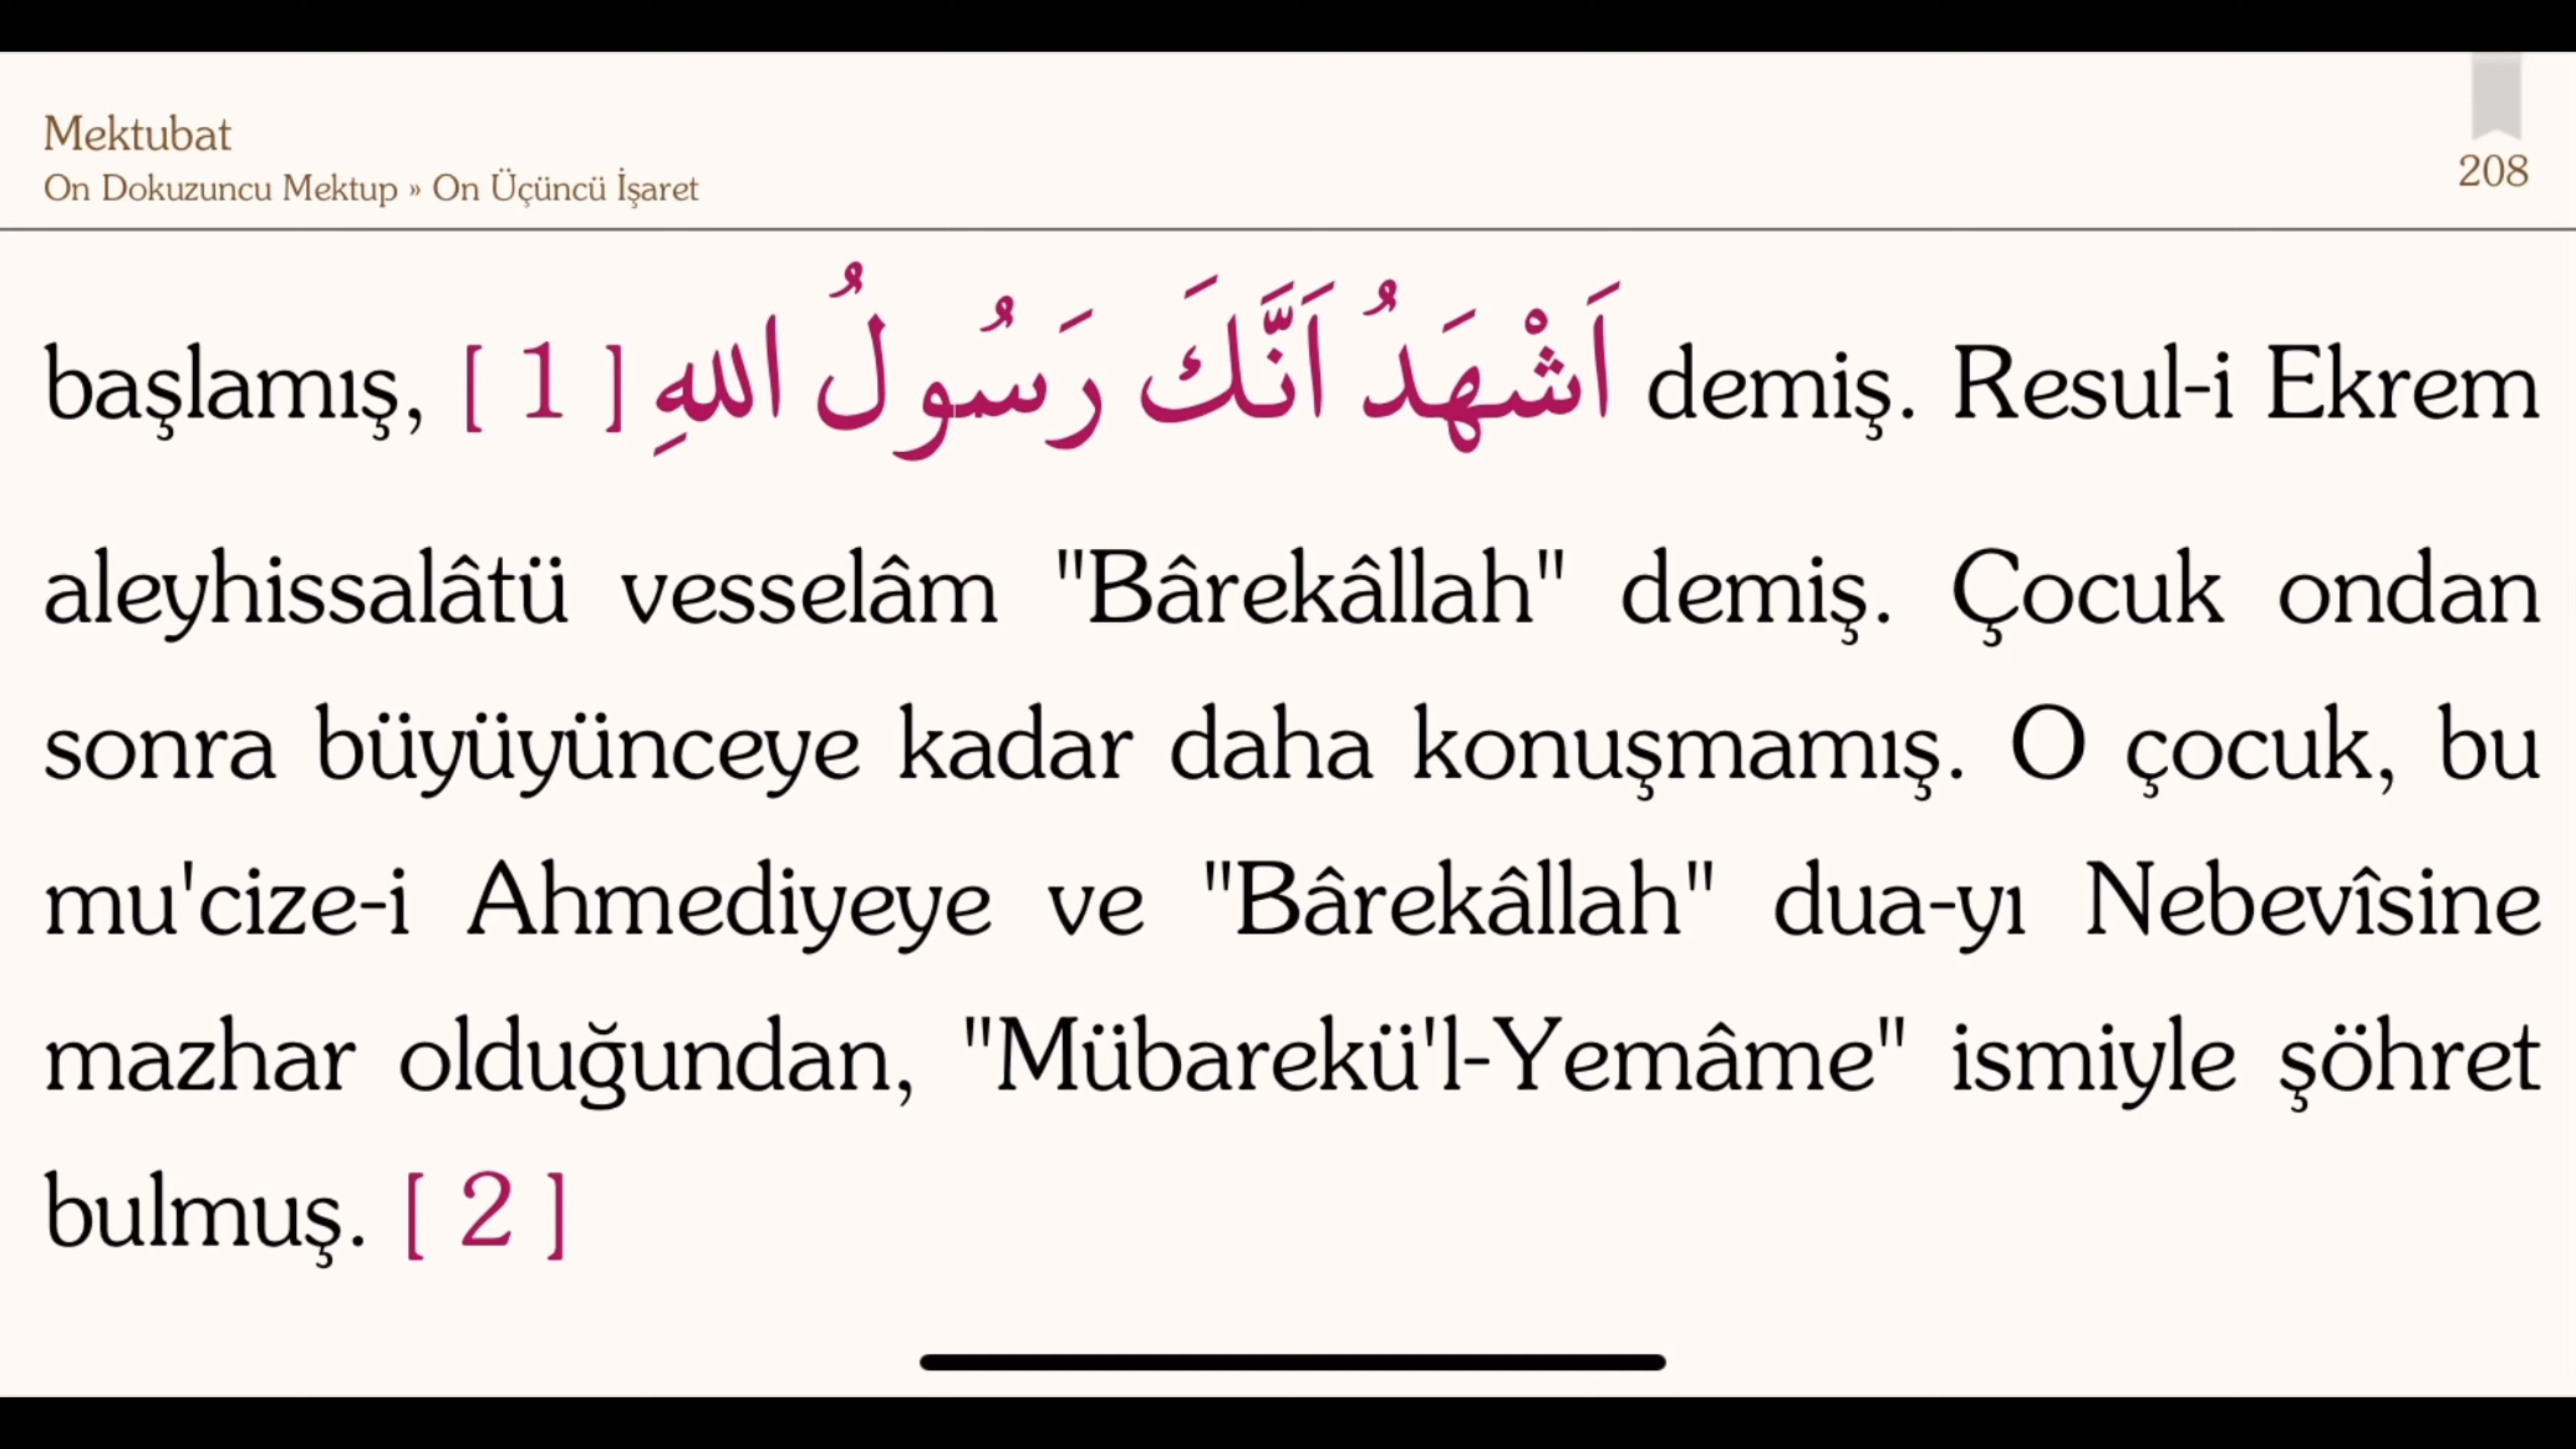 Mektubat
On Dokuzuncu Mektup » On Üçüncü İşaret
208
başlamış, [ 1 ] اَشْهَدُ اَنَّكَ رَسُولُ اللهِ demiş. Resul-i Ekrem
aleyhissalâtü vesselâm "Bârekâllah" demiş. Çocuk ondan
sonra büyüyünceye kadar daha konuşmamış. O çocuk, bu
mu'cize-i Ahmediyeye ve "Bârekâllah" dua-yı Nebevîsine
mazhar olduğundan, "Mübarekü'l-Yemâme" ismiyle şöhret
bulmuş. [ 2 ]